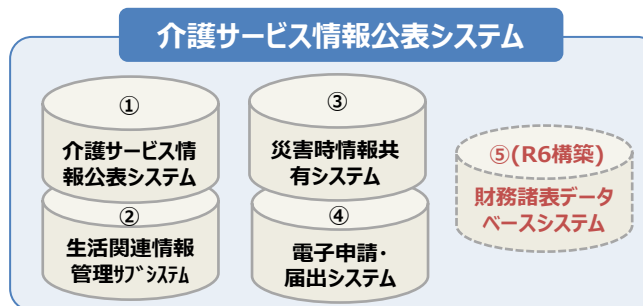 介護サービス情報公表システム
①
介護サービス情
報公表システム
②
生活関連情報
管理ｻﾌﾞｼｽﾃﾑ
③
災害時情報共
有システム
④
電子申請・
届出システム
⑤(R6構築)
財務諸表データ
ベースシステム